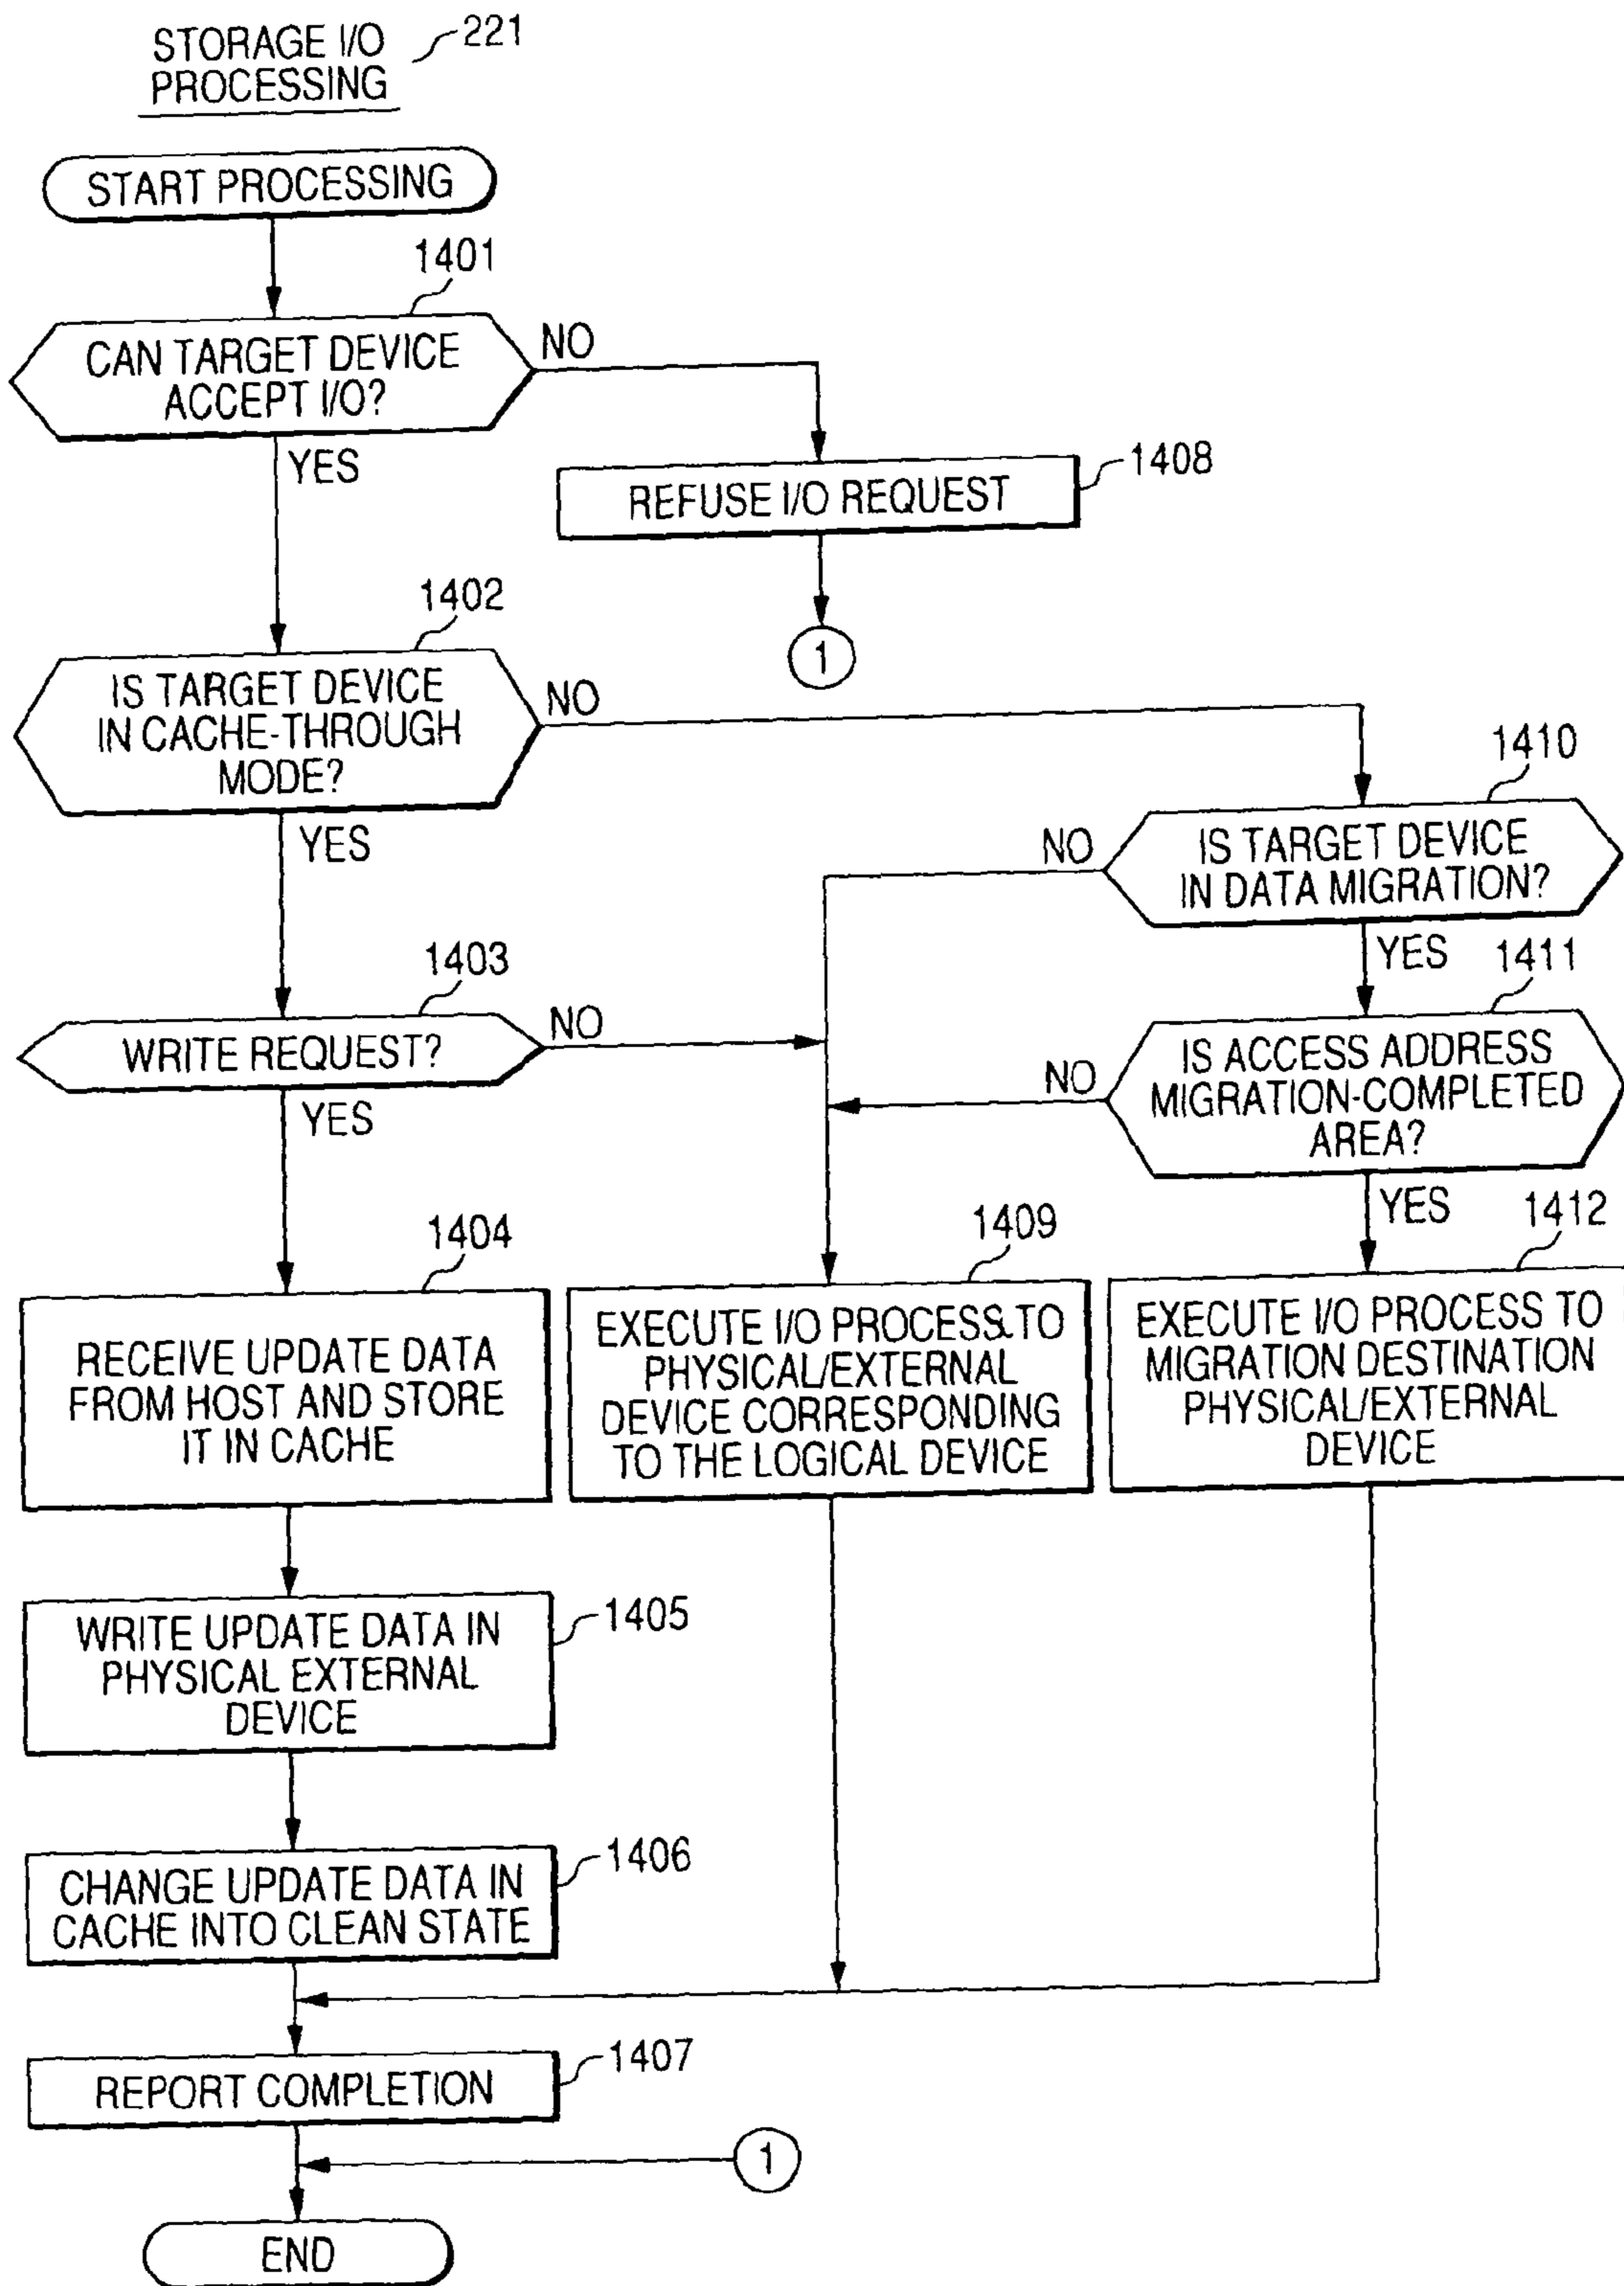 STORAGE I/O
PROCESSING
221
START PROCESSING
1401
CAN TARGET DEVICE
ACCEPT I/O?
NO
YES
1408
REFUSE I/O REQUEST
1
1402
IS TARGET DEVICE
IN CACHE-THROUGH
MODE?
NO
YES
1410
IS TARGET DEVICE
IN DATA MIGRATION?
NO
YES
1403
WRITE REQUEST?
NO
YES
1411
IS ACCESS ADDRESS
MIGRATION-COMPLETED
AREA?
NO
YES
1404
RECEIVE UPDATE DATA
FROM HOST AND STORE
IT IN CACHE
1409
EXECUTE I/O PROCESS TO
PHYSICAL/EXTERNAL
DEVICE CORRESPONDING
TO THE LOGICAL DEVICE
1412
EXECUTE I/O PROCESS TO
MIGRATION DESTINATION
PHYSICAL/EXTERNAL
DEVICE
1405
WRITE UPDATE DATA IN
PHYSICAL EXTERNAL
DEVICE
1406
CHANGE UPDATE DATA IN
CACHE INTO CLEAN STATE
1407
REPORT COMPLETION
1
END